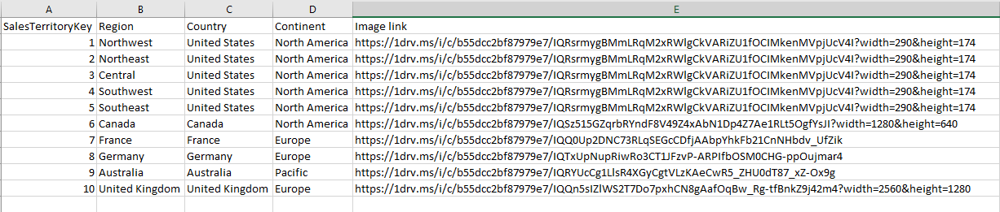 A B C D E
SalesTerritoryKey Region Country Continent Image link
1 Northwest United States North America https://1drv.ms/i/c/b55dcc2bf87979e7/IQRsrmygBMmLRqM2xRWlgCkVARiZU1fOCIMkenMVpjUcV4I?width=290&height=174
2 Northeast United States North America https://1drv.ms/i/c/b55dcc2bf87979e7/IQRsrmygBMmLRqM2xRWlgCkVARiZU1fOCIMkenMVpjUcV4I?width=290&height=174
3 Central United States North America https://1drv.ms/i/c/b55dcc2bf87979e7/IQRsrmygBMmLRqM2xRWlgCkVARiZU1fOCIMkenMVpjUcV4I?width=290&height=174
4 Southwest United States North America https://1drv.ms/i/c/b55dcc2bf87979e7/IQRsrmygBMmLRqM2xRWlgCkVARiZU1fOCIMkenMVpjUcV4I?width=290&height=174
5 Southeast United States North America https://1drv.ms/i/c/b55dcc2bf87979e7/IQRsrmygBMmLRqM2xRWlgCkVARiZU1fOCIMkenMVpjUcV4I?width=290&height=174
6 Canada Canada North America https://1drv.ms/i/c/b55dcc2bf87979e7/IQSz515GZqrbRYndF8V49Z4xAbN1Dp4Z7Ae1RLt5OgfYsJI?width=1280&height=640
7 France France Europe https://1drv.ms/i/c/b55dcc2bf87979e7/IQQ0Up2DNC73RLqSEGcCDfjAAbpYhkFb21CnNHbdv_UfZik
8 Germany Germany Europe https://1drv.ms/i/c/b55dcc2bf87979e7/IQTxUpNupRiwRo3CT1JFzvP-ARPIfbOSM0CHG-ppOujmar4
9 Australia Australia Pacific https://1drv.ms/i/c/b55dcc2bf87979e7/IQRYUcCg1LlsR4XGyCgtVLzKAeCwR5_ZHU0dT87_xZ-Ox9g
10 United Kingdom United Kingdom Europe https://1drv.ms/i/c/b55dcc2bf87979e7/IQQn5sIZlWS2T7Do7pxhCN8gAafOqBw_Rg-tfBnkZ9j42m4?width=2560&height=1280